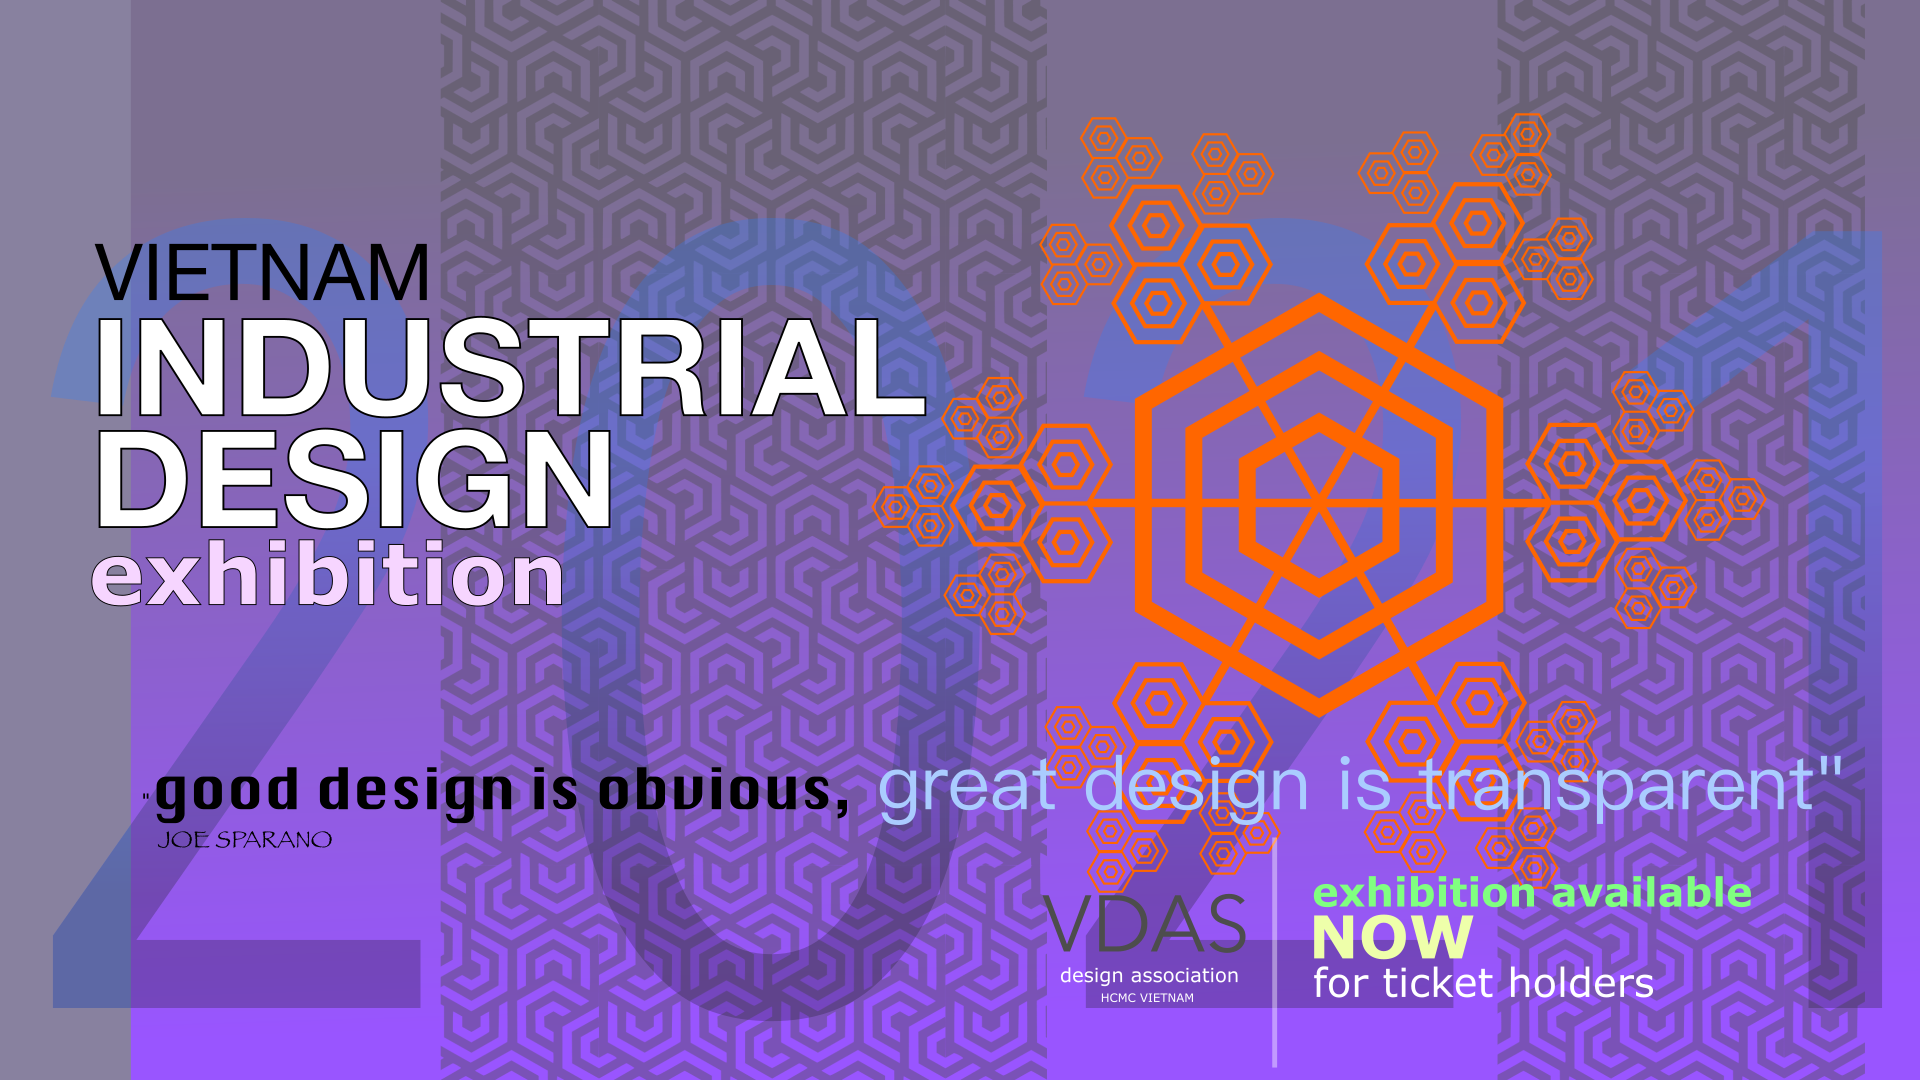 2021
VIETNAM
INDUSTRIAL
DESIGN
exhibition
"good design is obvious, great design is transparent"
JOE SPARANO
VDAS
design association
HCMC VIETNAM
exhibition available
NOW
for ticket holders